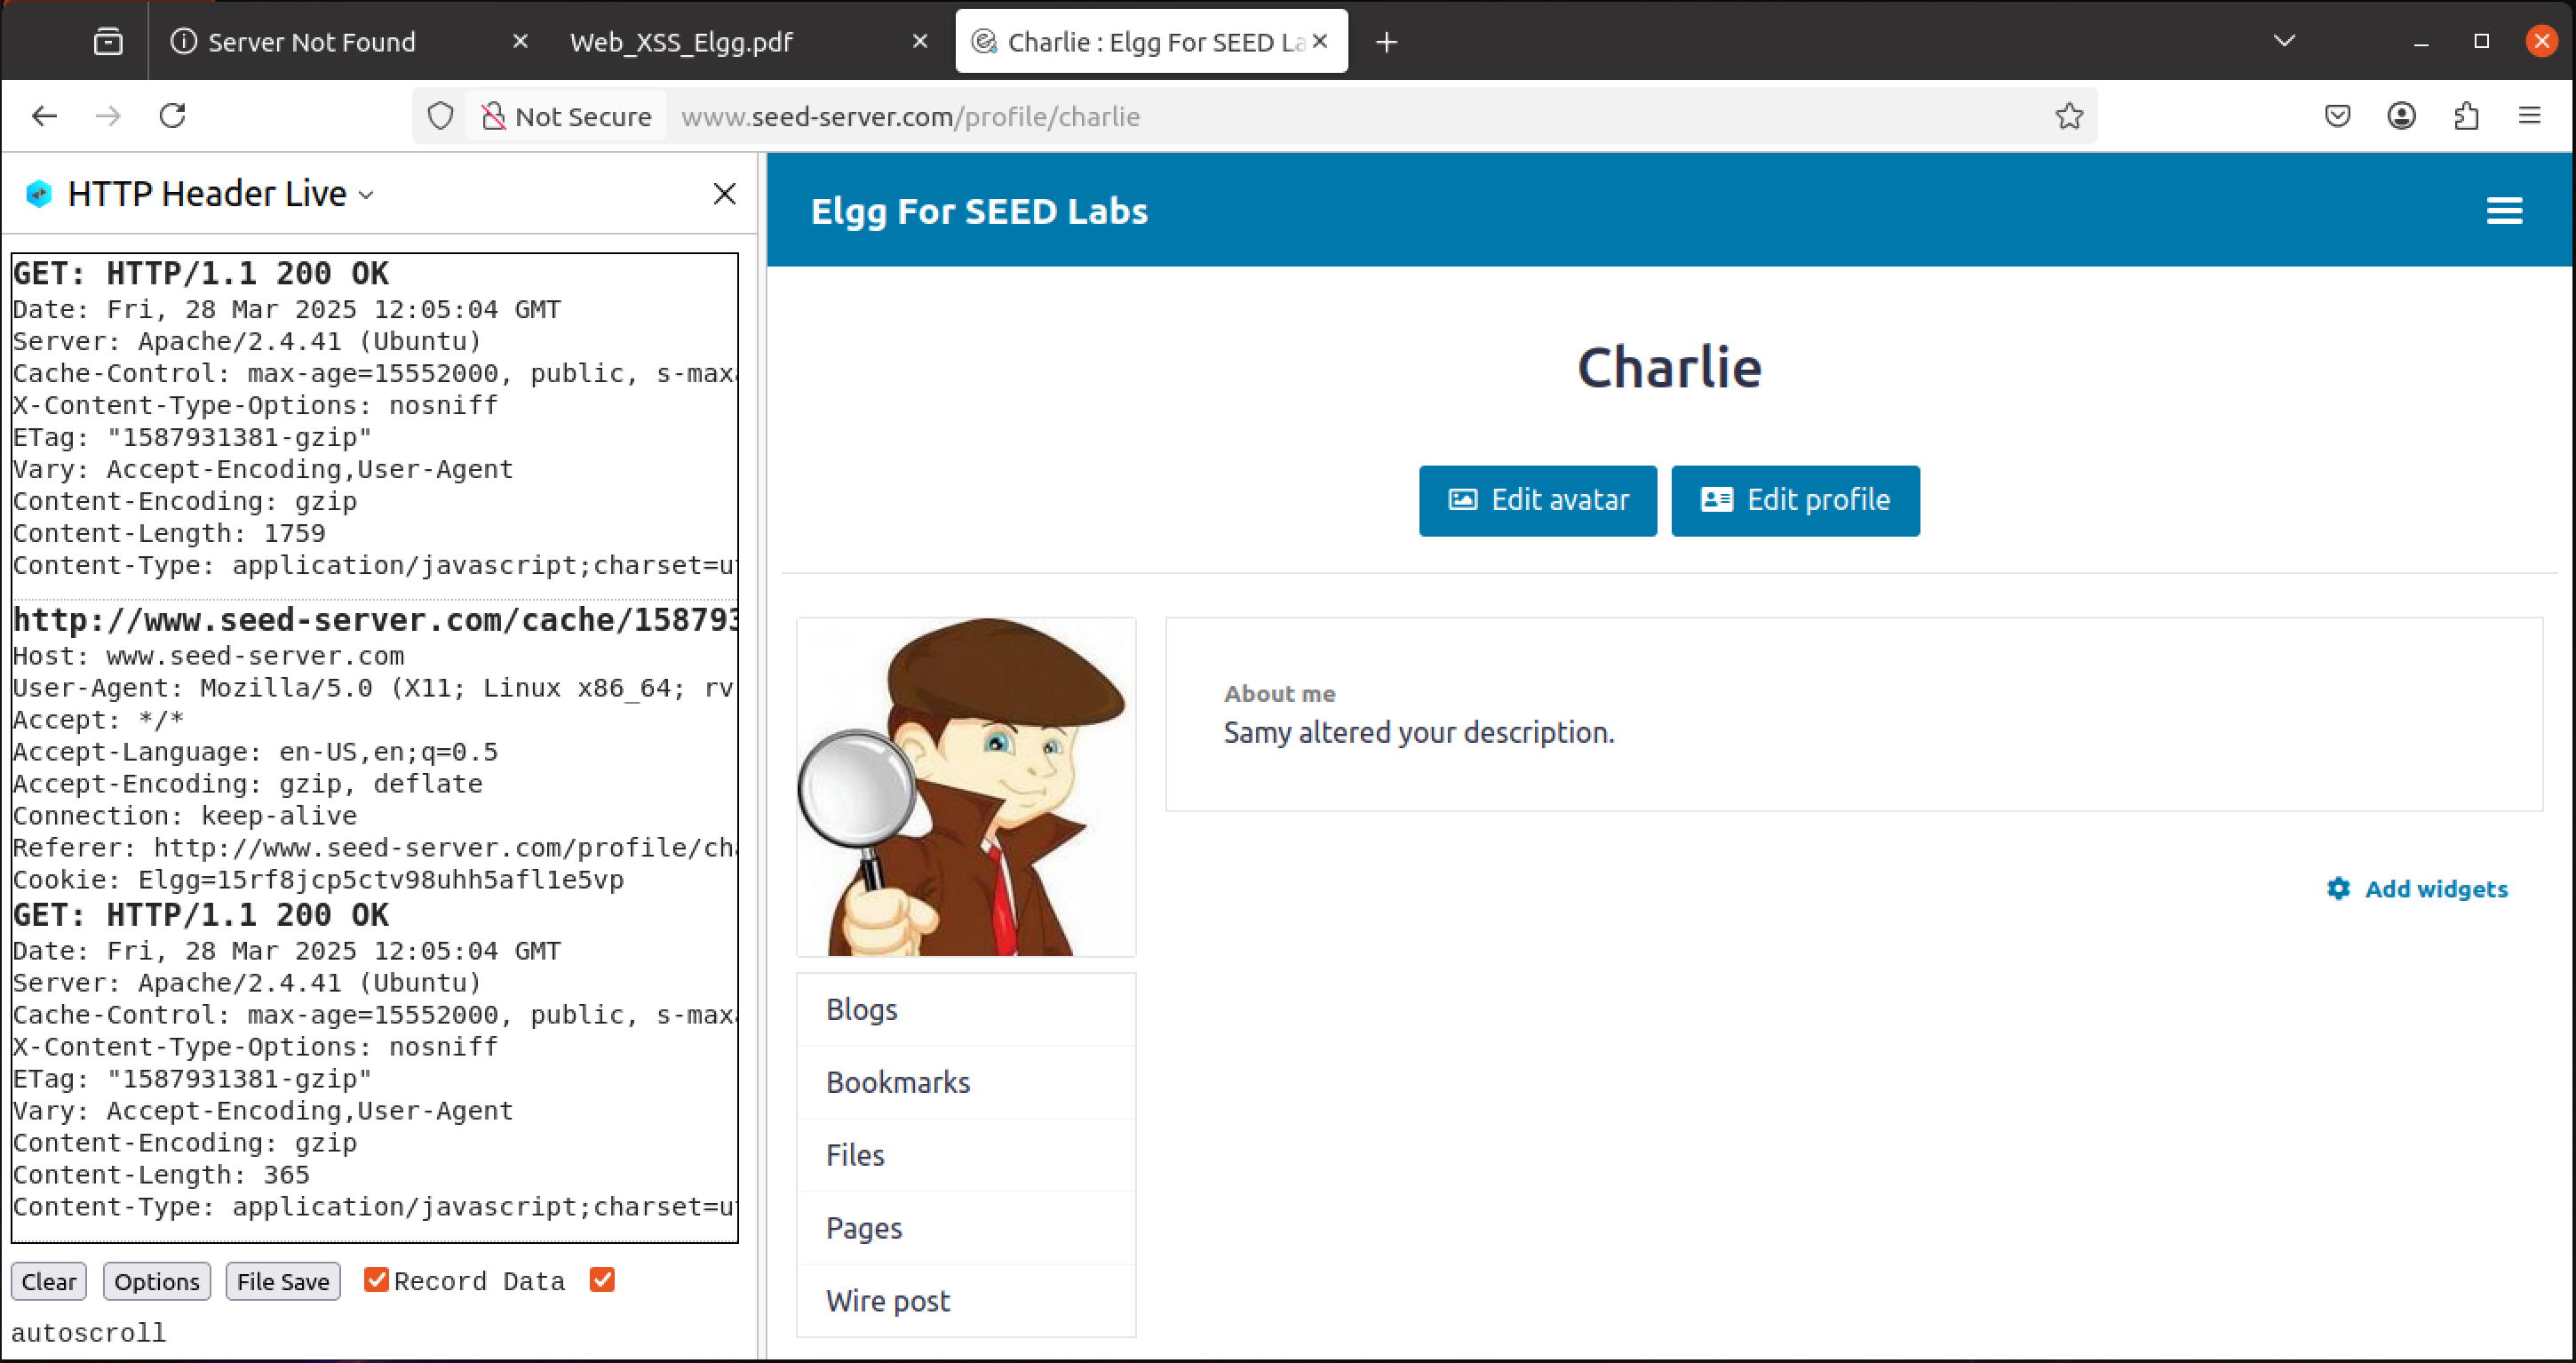 Server Not Found
Web_XSS_Elgg.pdf
Charlie : Elgg For SEED La
Not Secure www.seed-server.com/profile/charlie
HTTP Header Live
GET: HTTP/1.1 200 OK
Date: Fri, 28 Mar 2025 12:05:04 GMT
Server: Apache/2.4.41 (Ubuntu)
Cache-Control: max-age=15552000, public, s-max
X-Content-Type-Options: nosniff
ETag: "1587931381-gzip"
Vary: Accept-Encoding,User-Agent
Content-Encoding: gzip
Content-Length: 1759
Content-Type: application/javascript;charset=u
http://www.seed-server.com/cache/158793
Host: www.seed-server.com
User-Agent: Mozilla/5.0 (X11; Linux x86_64; rv
Accept: */*
Accept-Language: en-US,en;q=0.5
Accept-Encoding: gzip, deflate
Connection: keep-alive
Referer: http://www.seed-server.com/profile/ch
Cookie: Elgg=15rf8jcp5ctv98uhh5afl1e5vp
GET: HTTP/1.1 200 OK
Date: Fri, 28 Mar 2025 12:05:04 GMT
Server: Apache/2.4.41 (Ubuntu)
Cache-Control: max-age=15552000, public, s-max
X-Content-Type-Options: nosniff
ETag: "1587931381-gzip"
Vary: Accept-Encoding,User-Agent
Content-Encoding: gzip
Content-Length: 365
Content-Type: application/javascript;charset=u
Clear
Options
File Save
Record Data
autoscroll
Elgg For SEED Labs
Charlie
Edit avatar
Edit profile
About me
Samy altered your description.
Add widgets
Blogs
Bookmarks
Files
Pages
Wire post